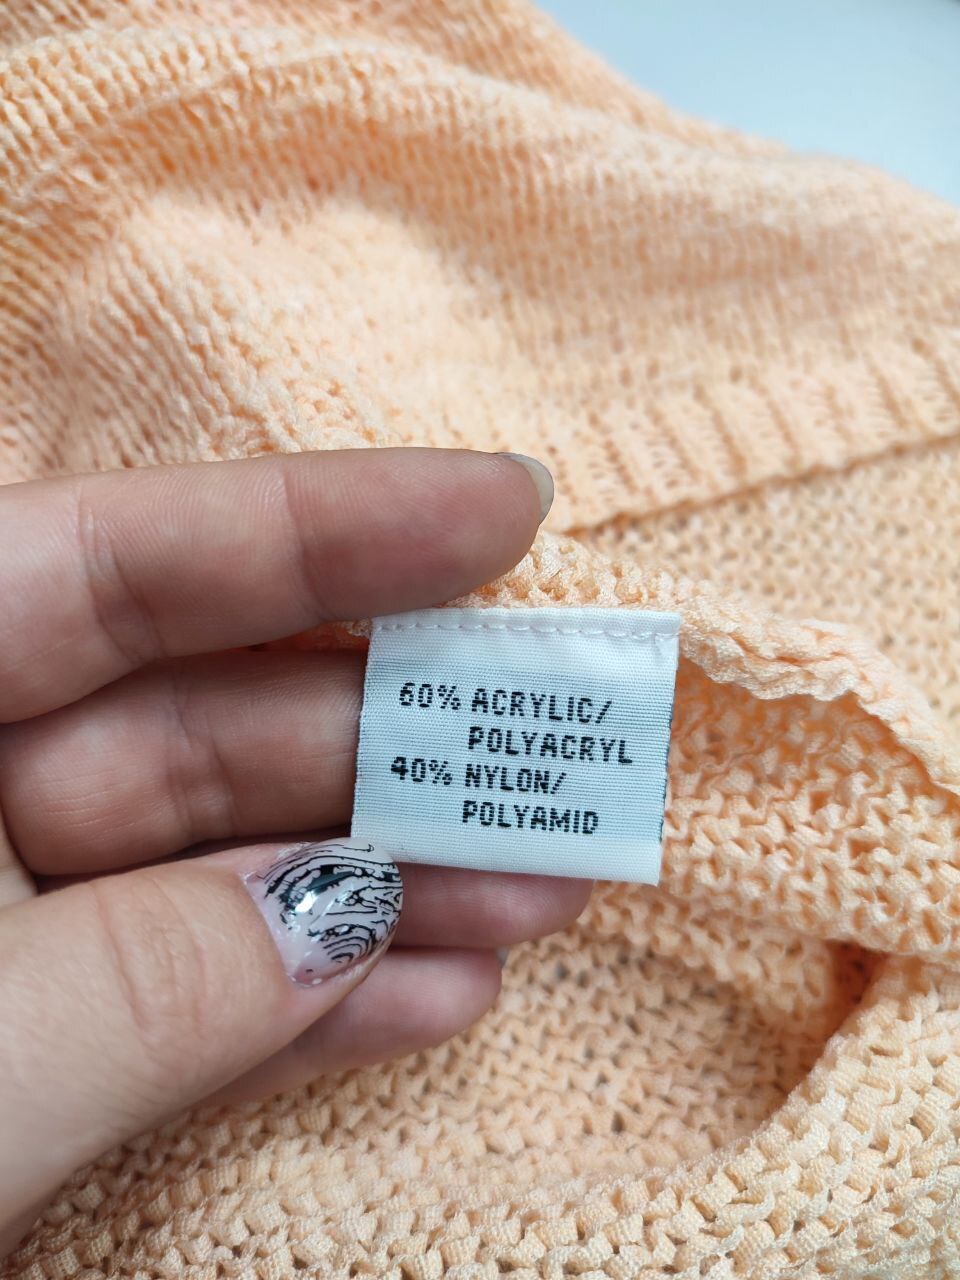 60% ACRYLIC/
POLYACRYL
40% NYLON/
POLYAMID